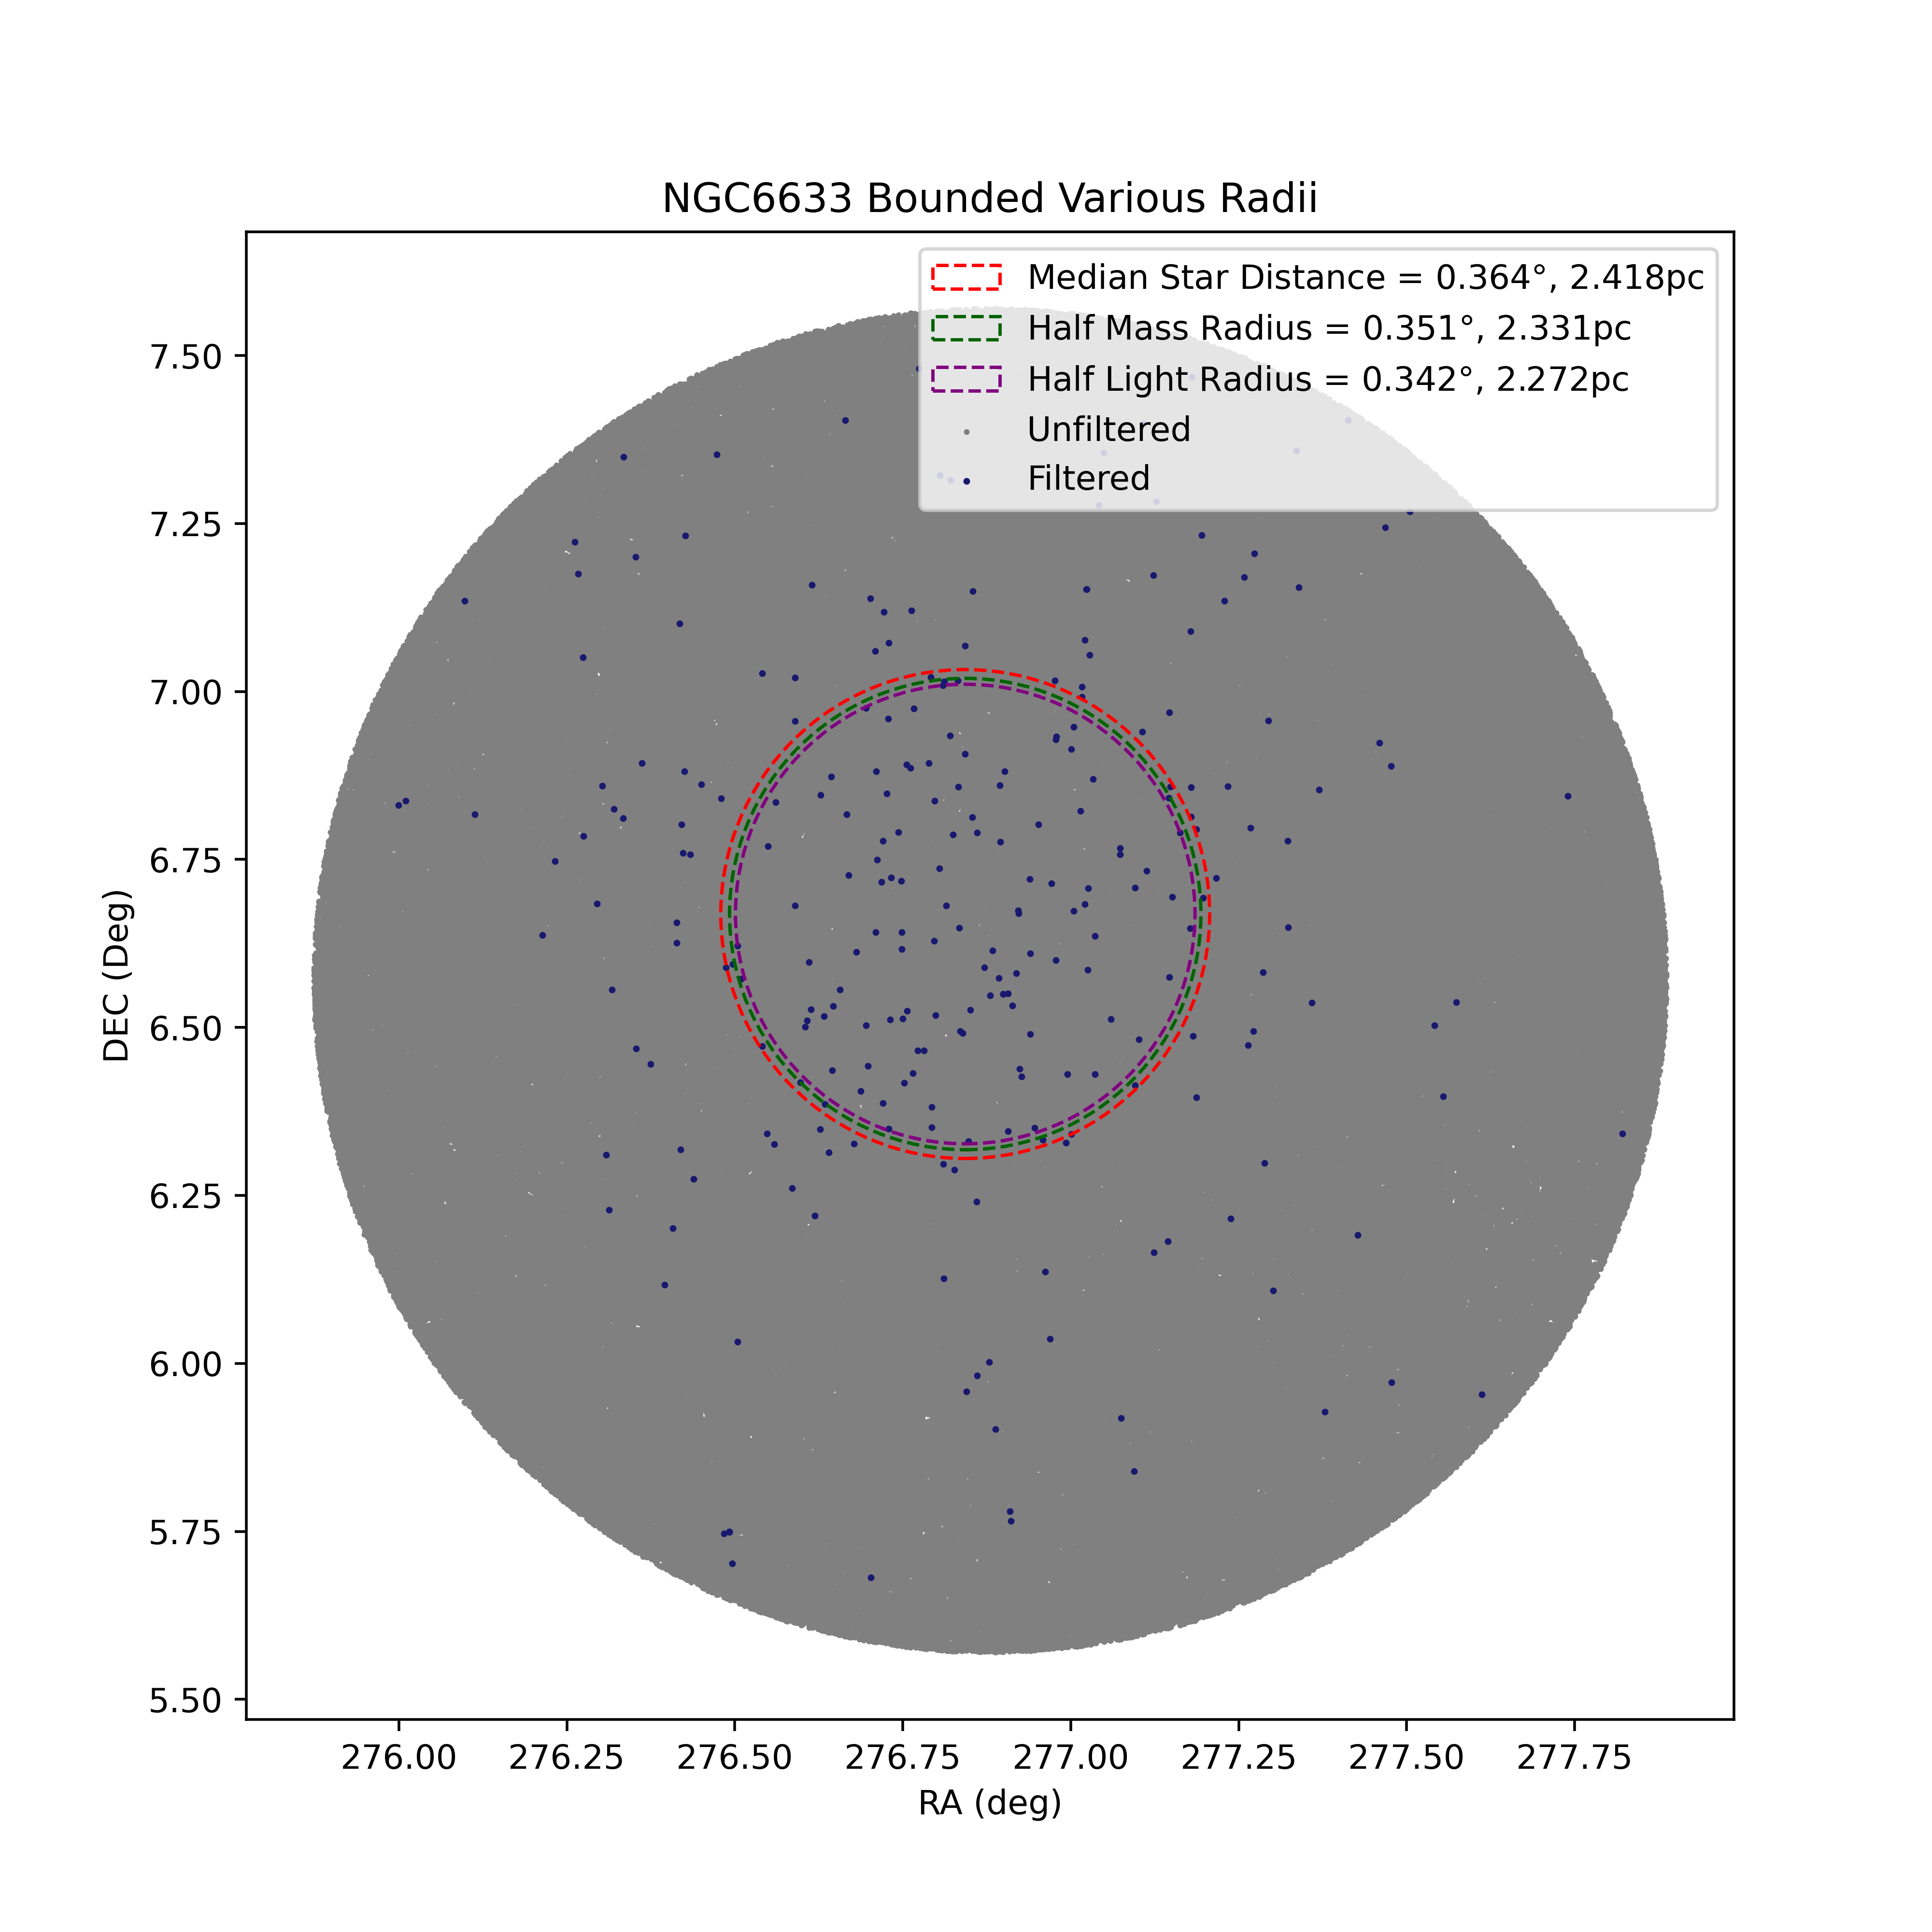 NGC6633 Bounded Various Radii
Median Star Distance = 0.364°, 2.418pc
Half Mass Radius = 0.351°, 2.331pc
Half Light Radius = 0.342°, 2.272pc
Unfiltered
Filtered
7.50
7.25
7.00
6.75
6.50
6.25
6.00
5.75
5.50
DEC (Deg)
276.00 276.25 276.50 276.75 277.00 277.25 277.50 277.75
RA (deg)